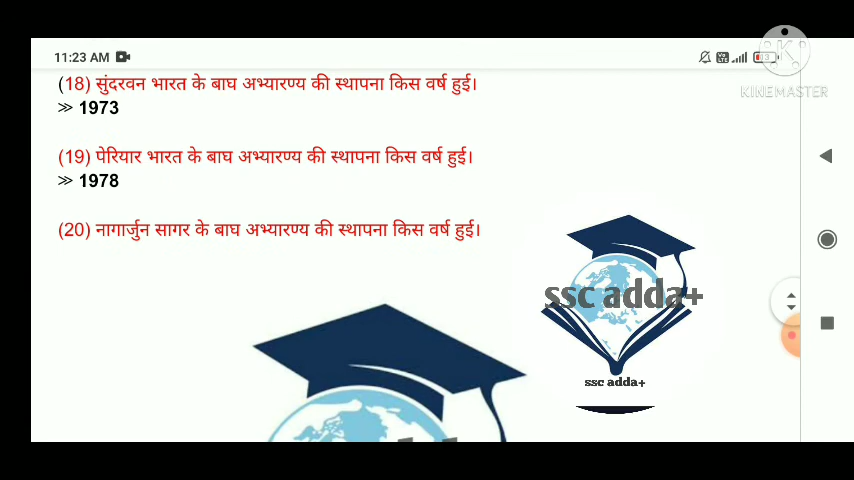 11:23 AM
KINEMASTER
(18) सुंदरवन भारत के बाघ अभ्यारण्य की स्थापना किस वर्ष हुई।
>> 1973
(19) पेरियार भारत के बाघ अभ्यारण्य की स्थापना किस वर्ष हुई।
>> 1978
(20) नागार्जुन सागर के बाघ अभ्यारण्य की स्थापना किस वर्ष हुई।
ssc adda+
ssc adda+